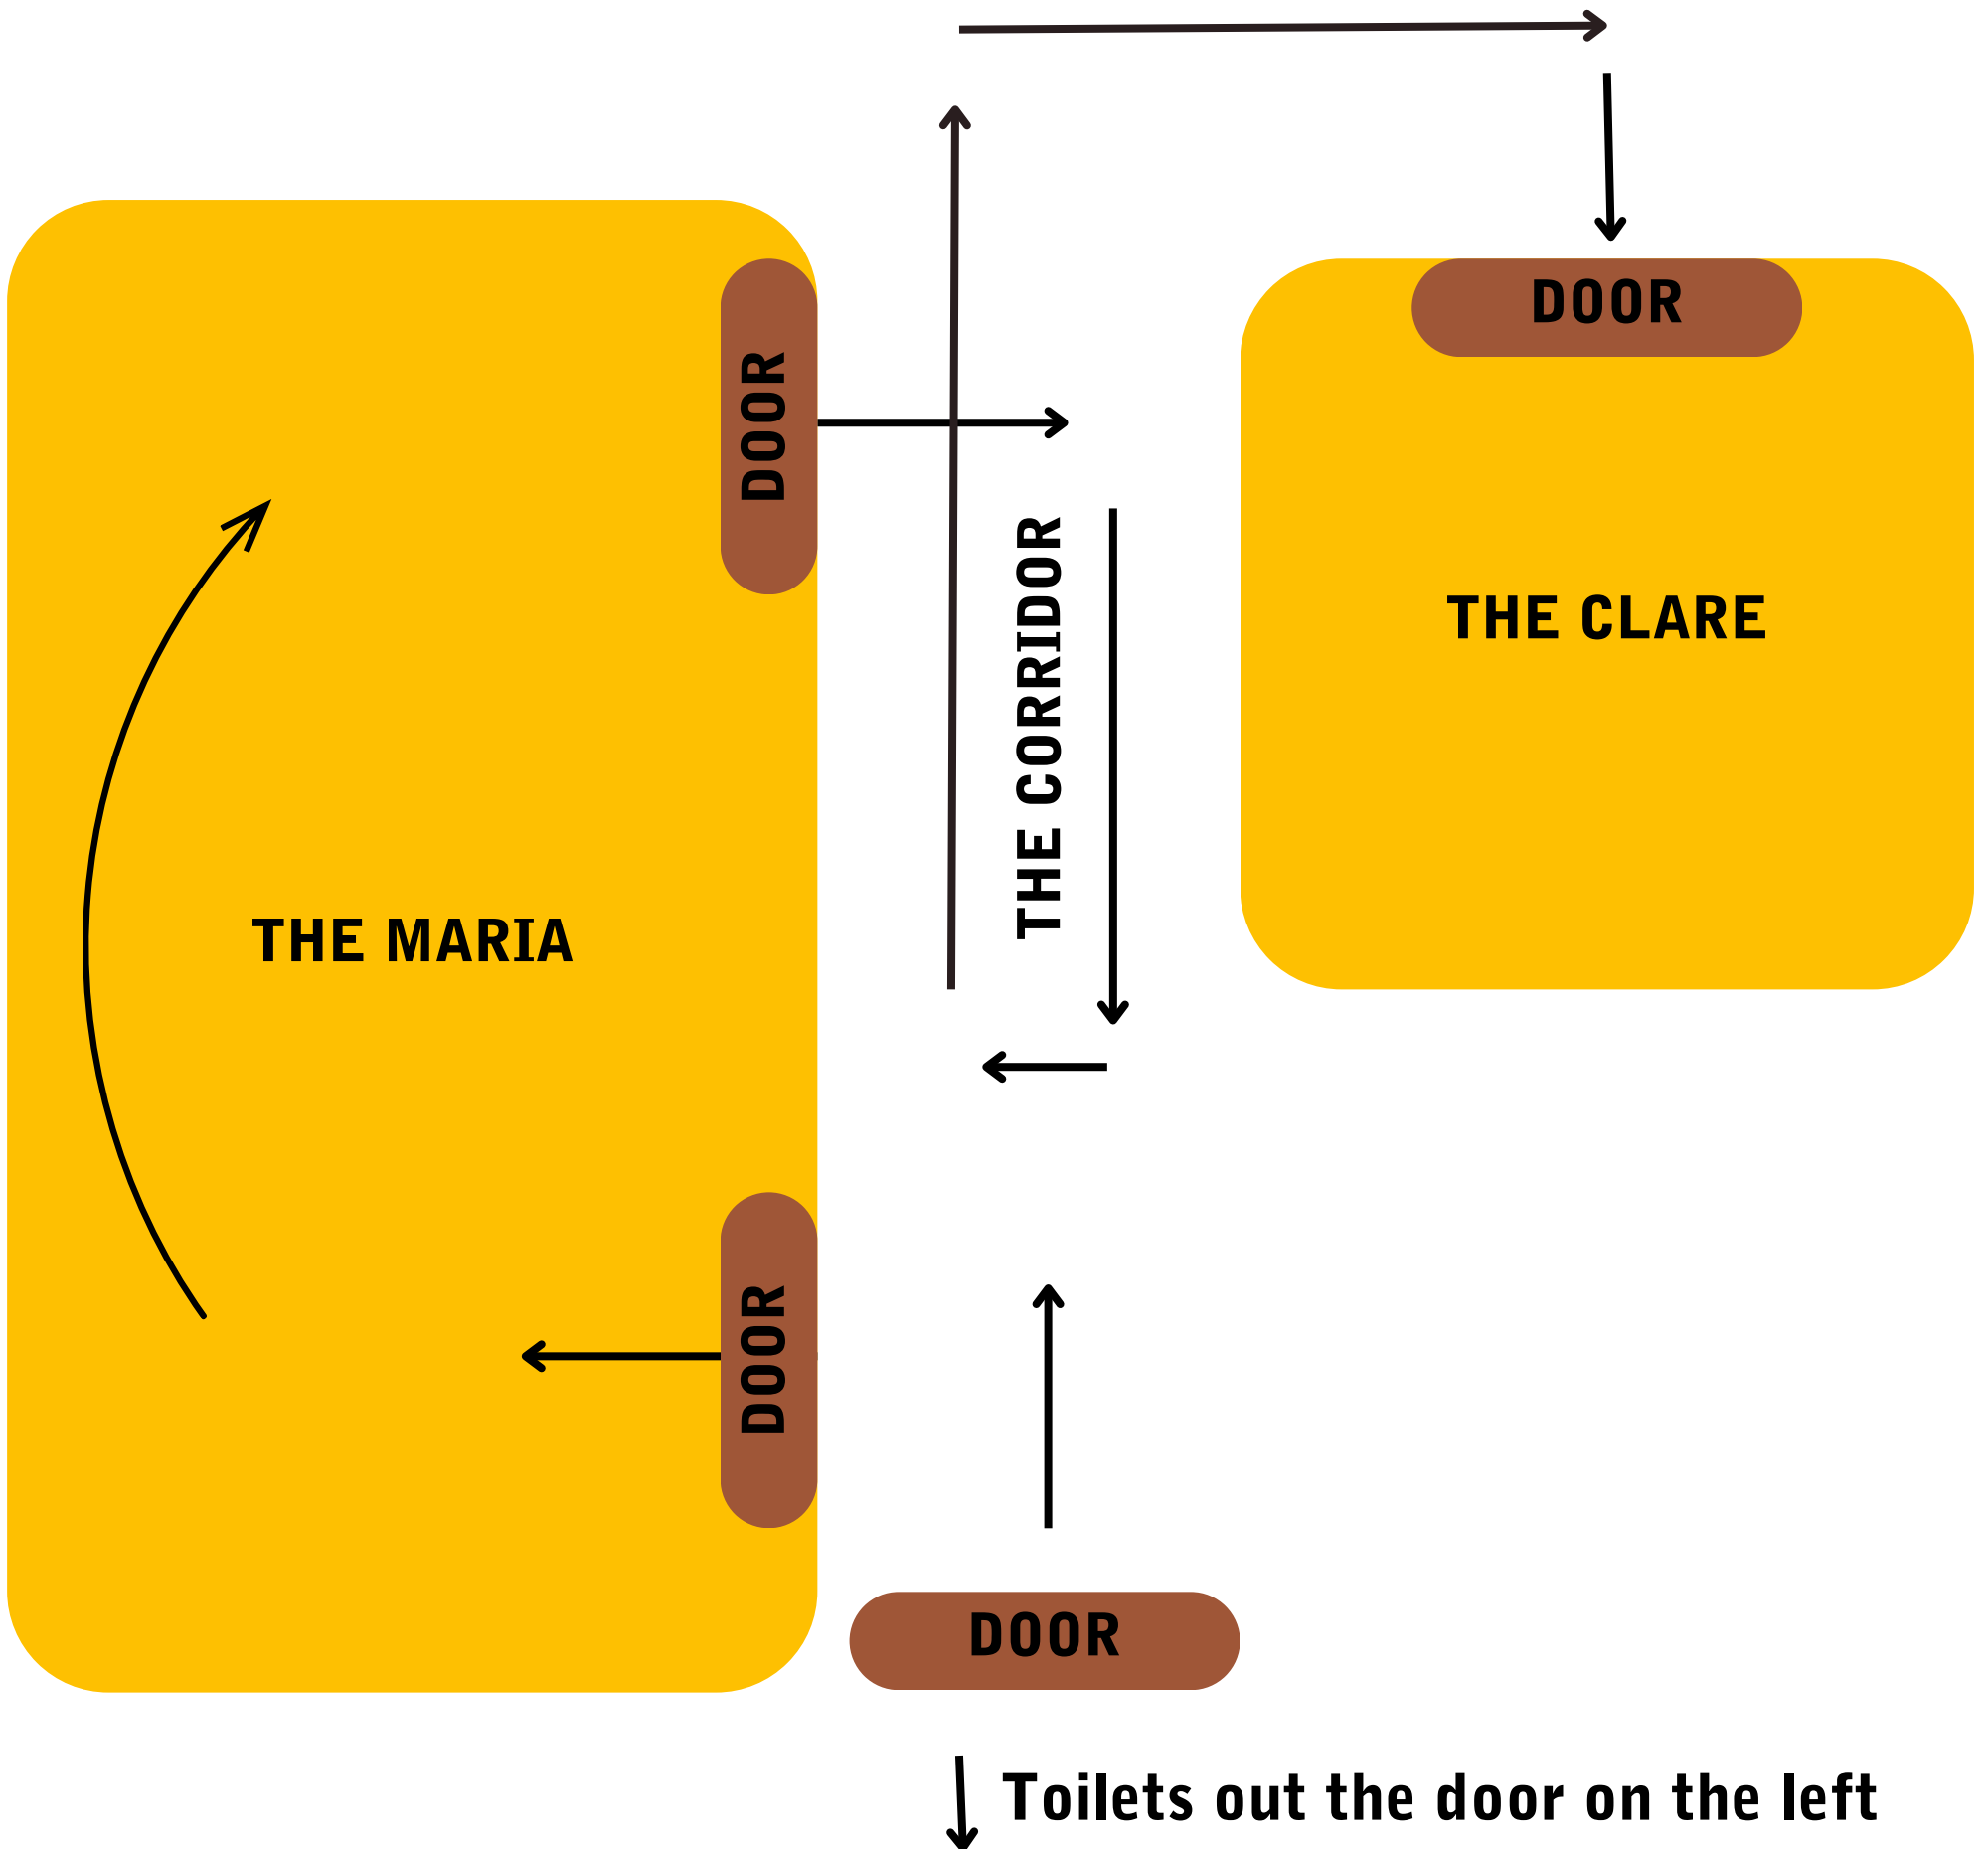 DOOR
DOOR
THE CORRIDOR
THE CLARE
THE MARIA
DOOR
DOOR
Toilets out the door on the left